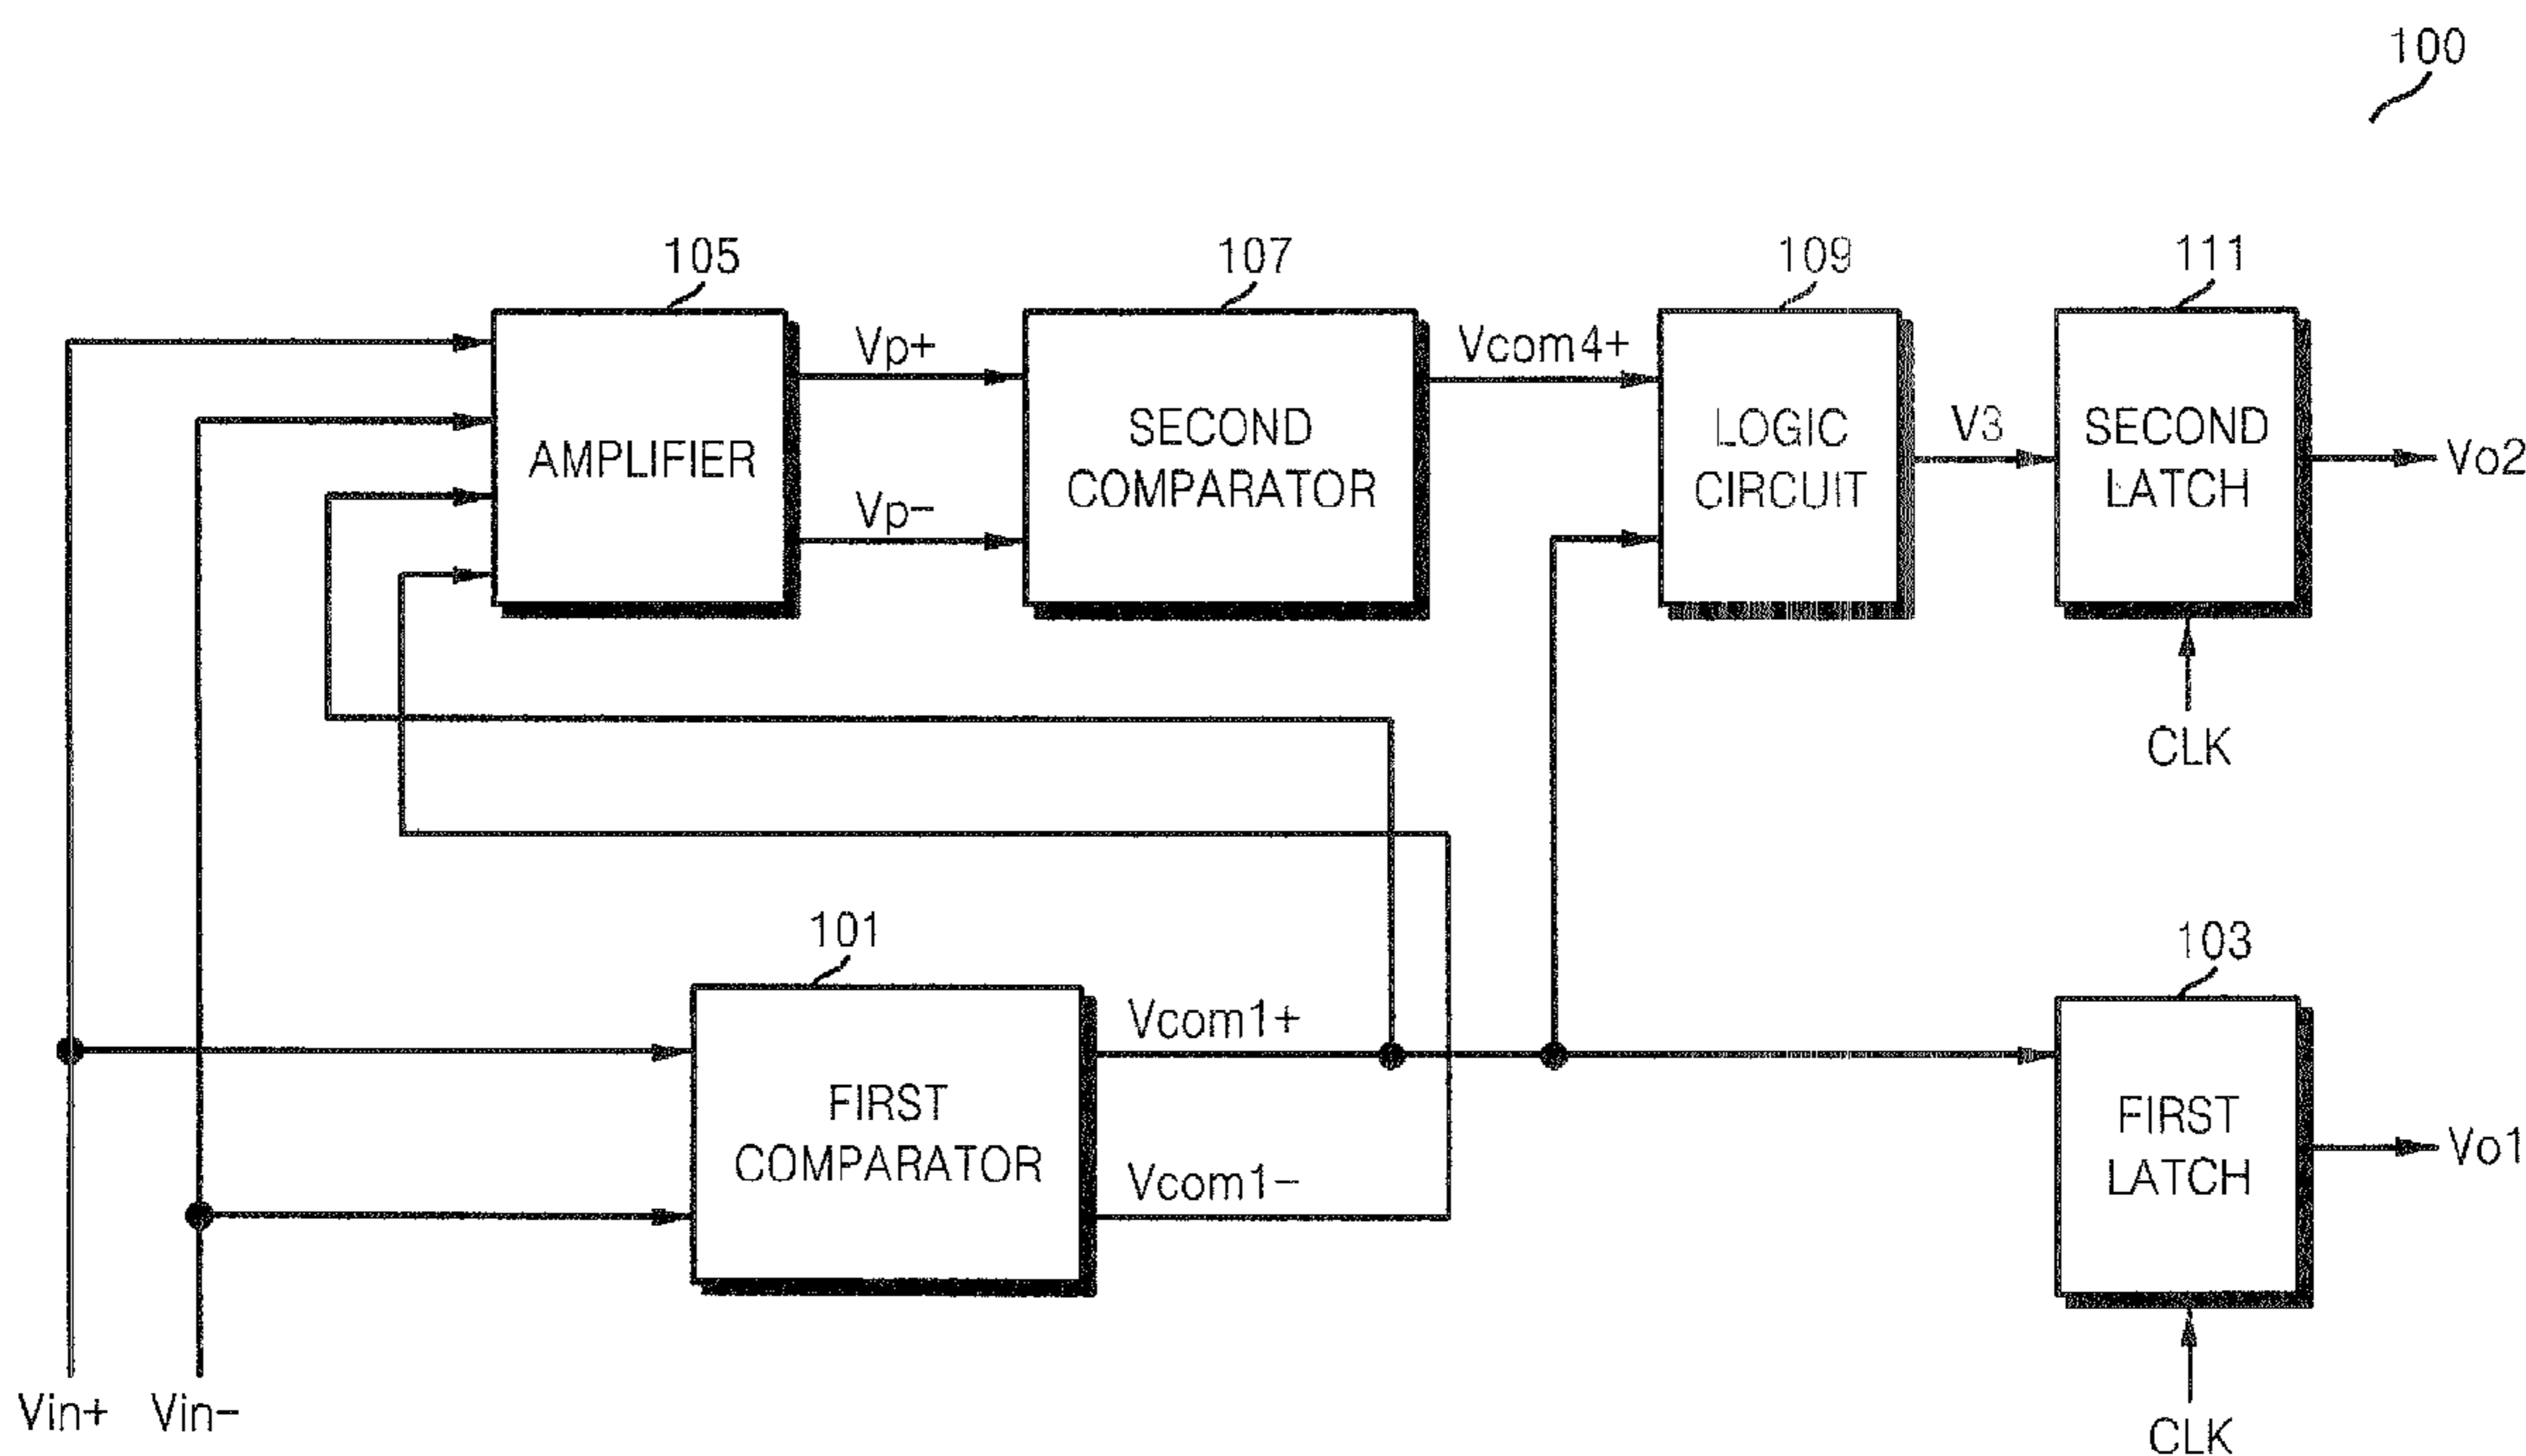 100
105
107
109
111
Vp+
Vcom4+
AMPLIFIER
SECOND
COMPARATOR
LOGIC
CIRCUIT
V3
SECOND
LATCH
Vo2
Vp-
CLK
101
103
Vcom1+
FIRST
COMPARATOR
Vcom1-
FIRST
LATCH
Vo1
Vin+
Vin-
CLK